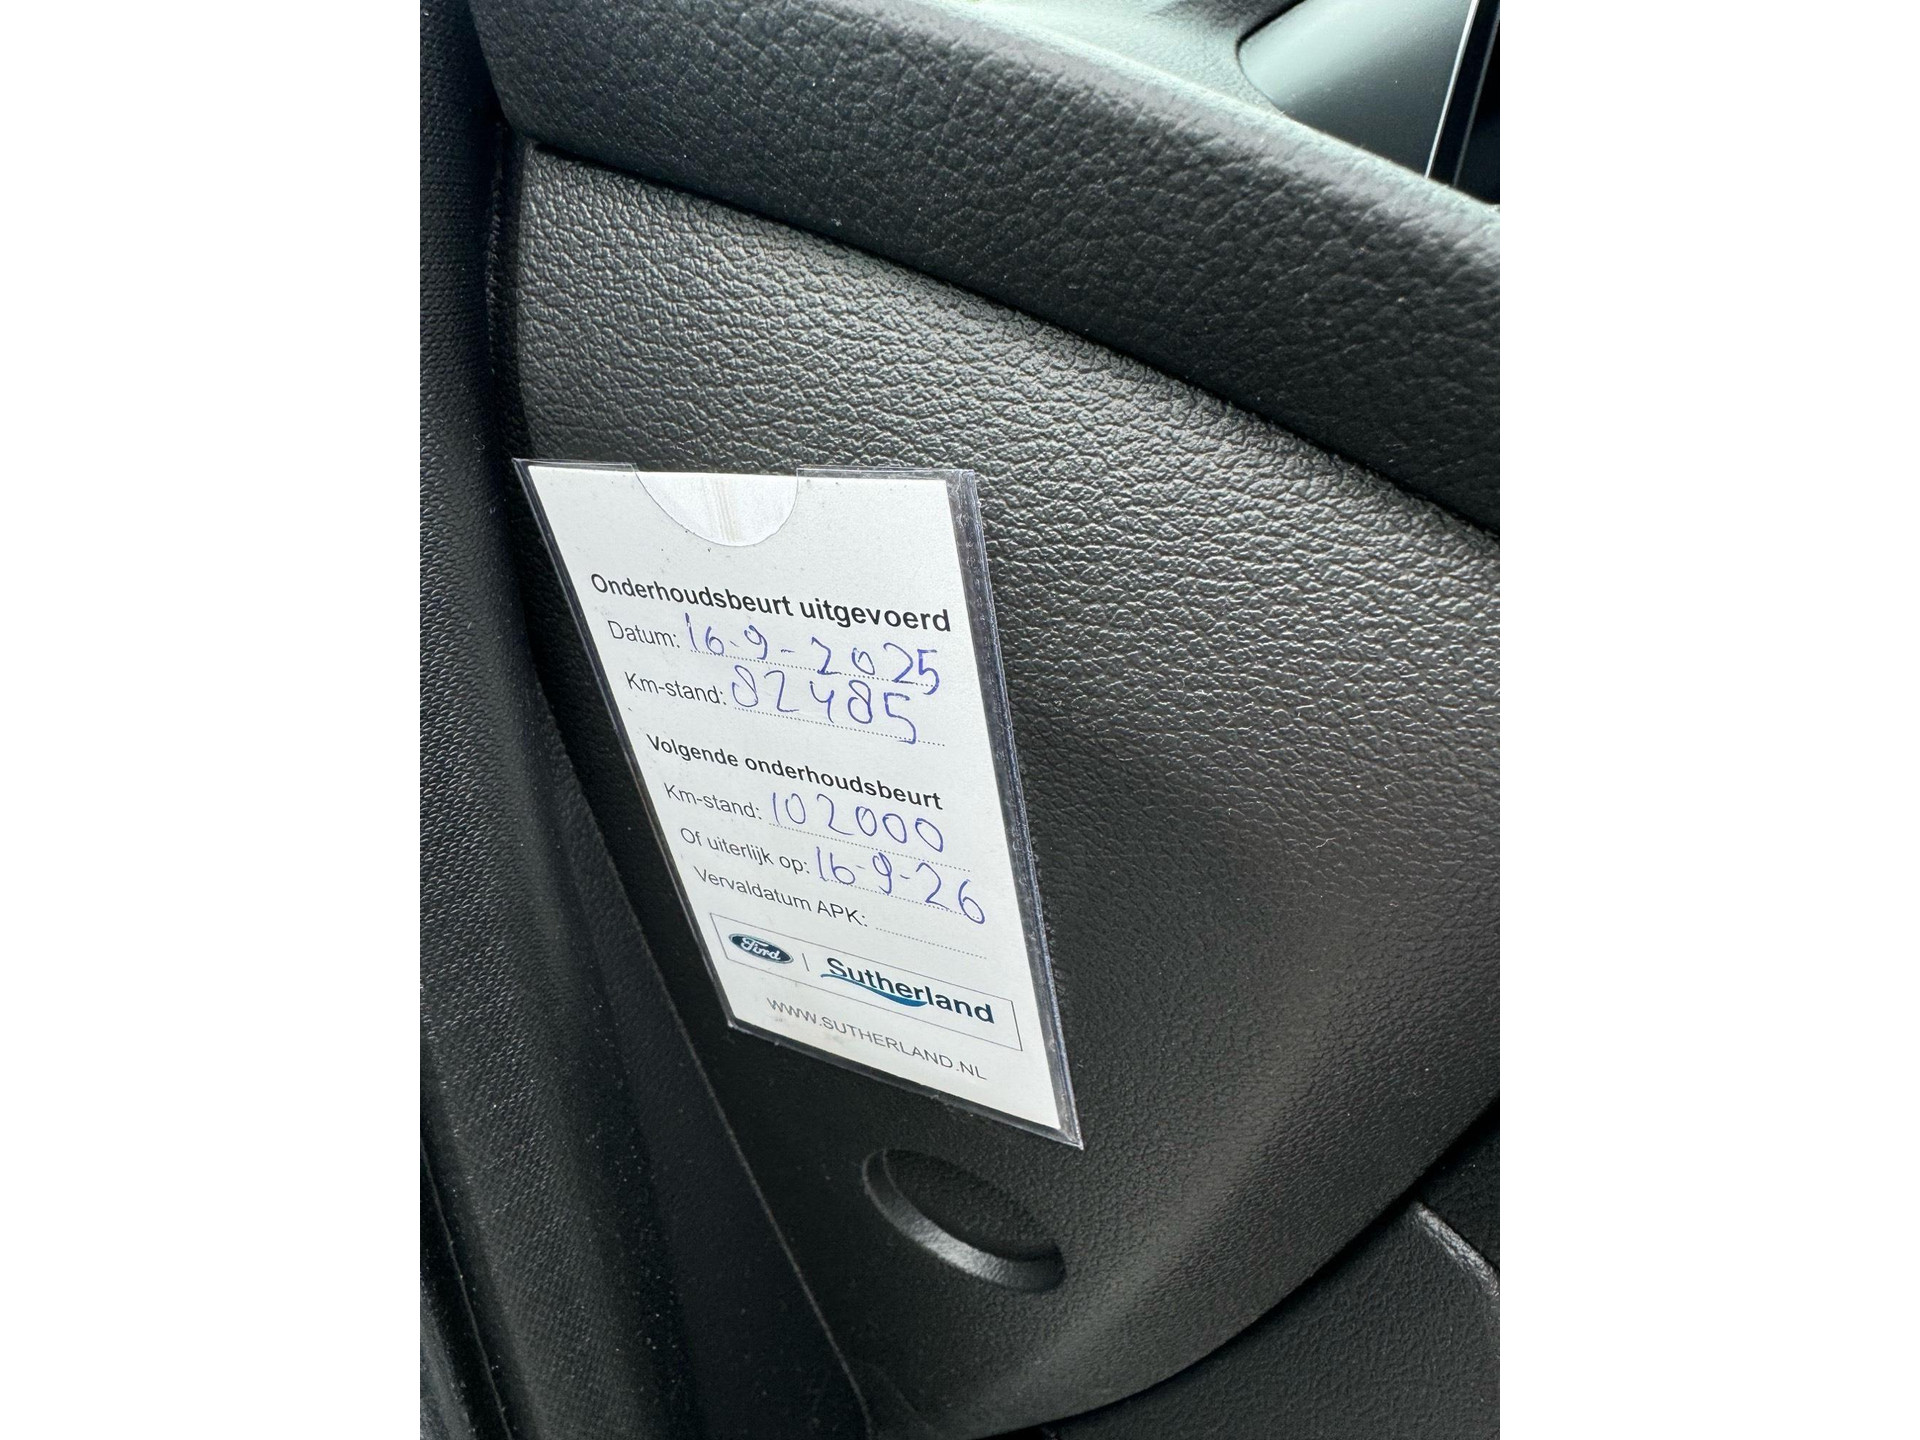 Onderhoudsbeurt uitgevoerd
Datum: 16-9-2025
Km-stand: 82485
Volgende onderhoudsbeurt
Km-stand: 102000
Of uiterlijk op: 16-9-26
Vervaldatum APK:
Ford | Sutherland
WWW.SUTHERLAND.NL